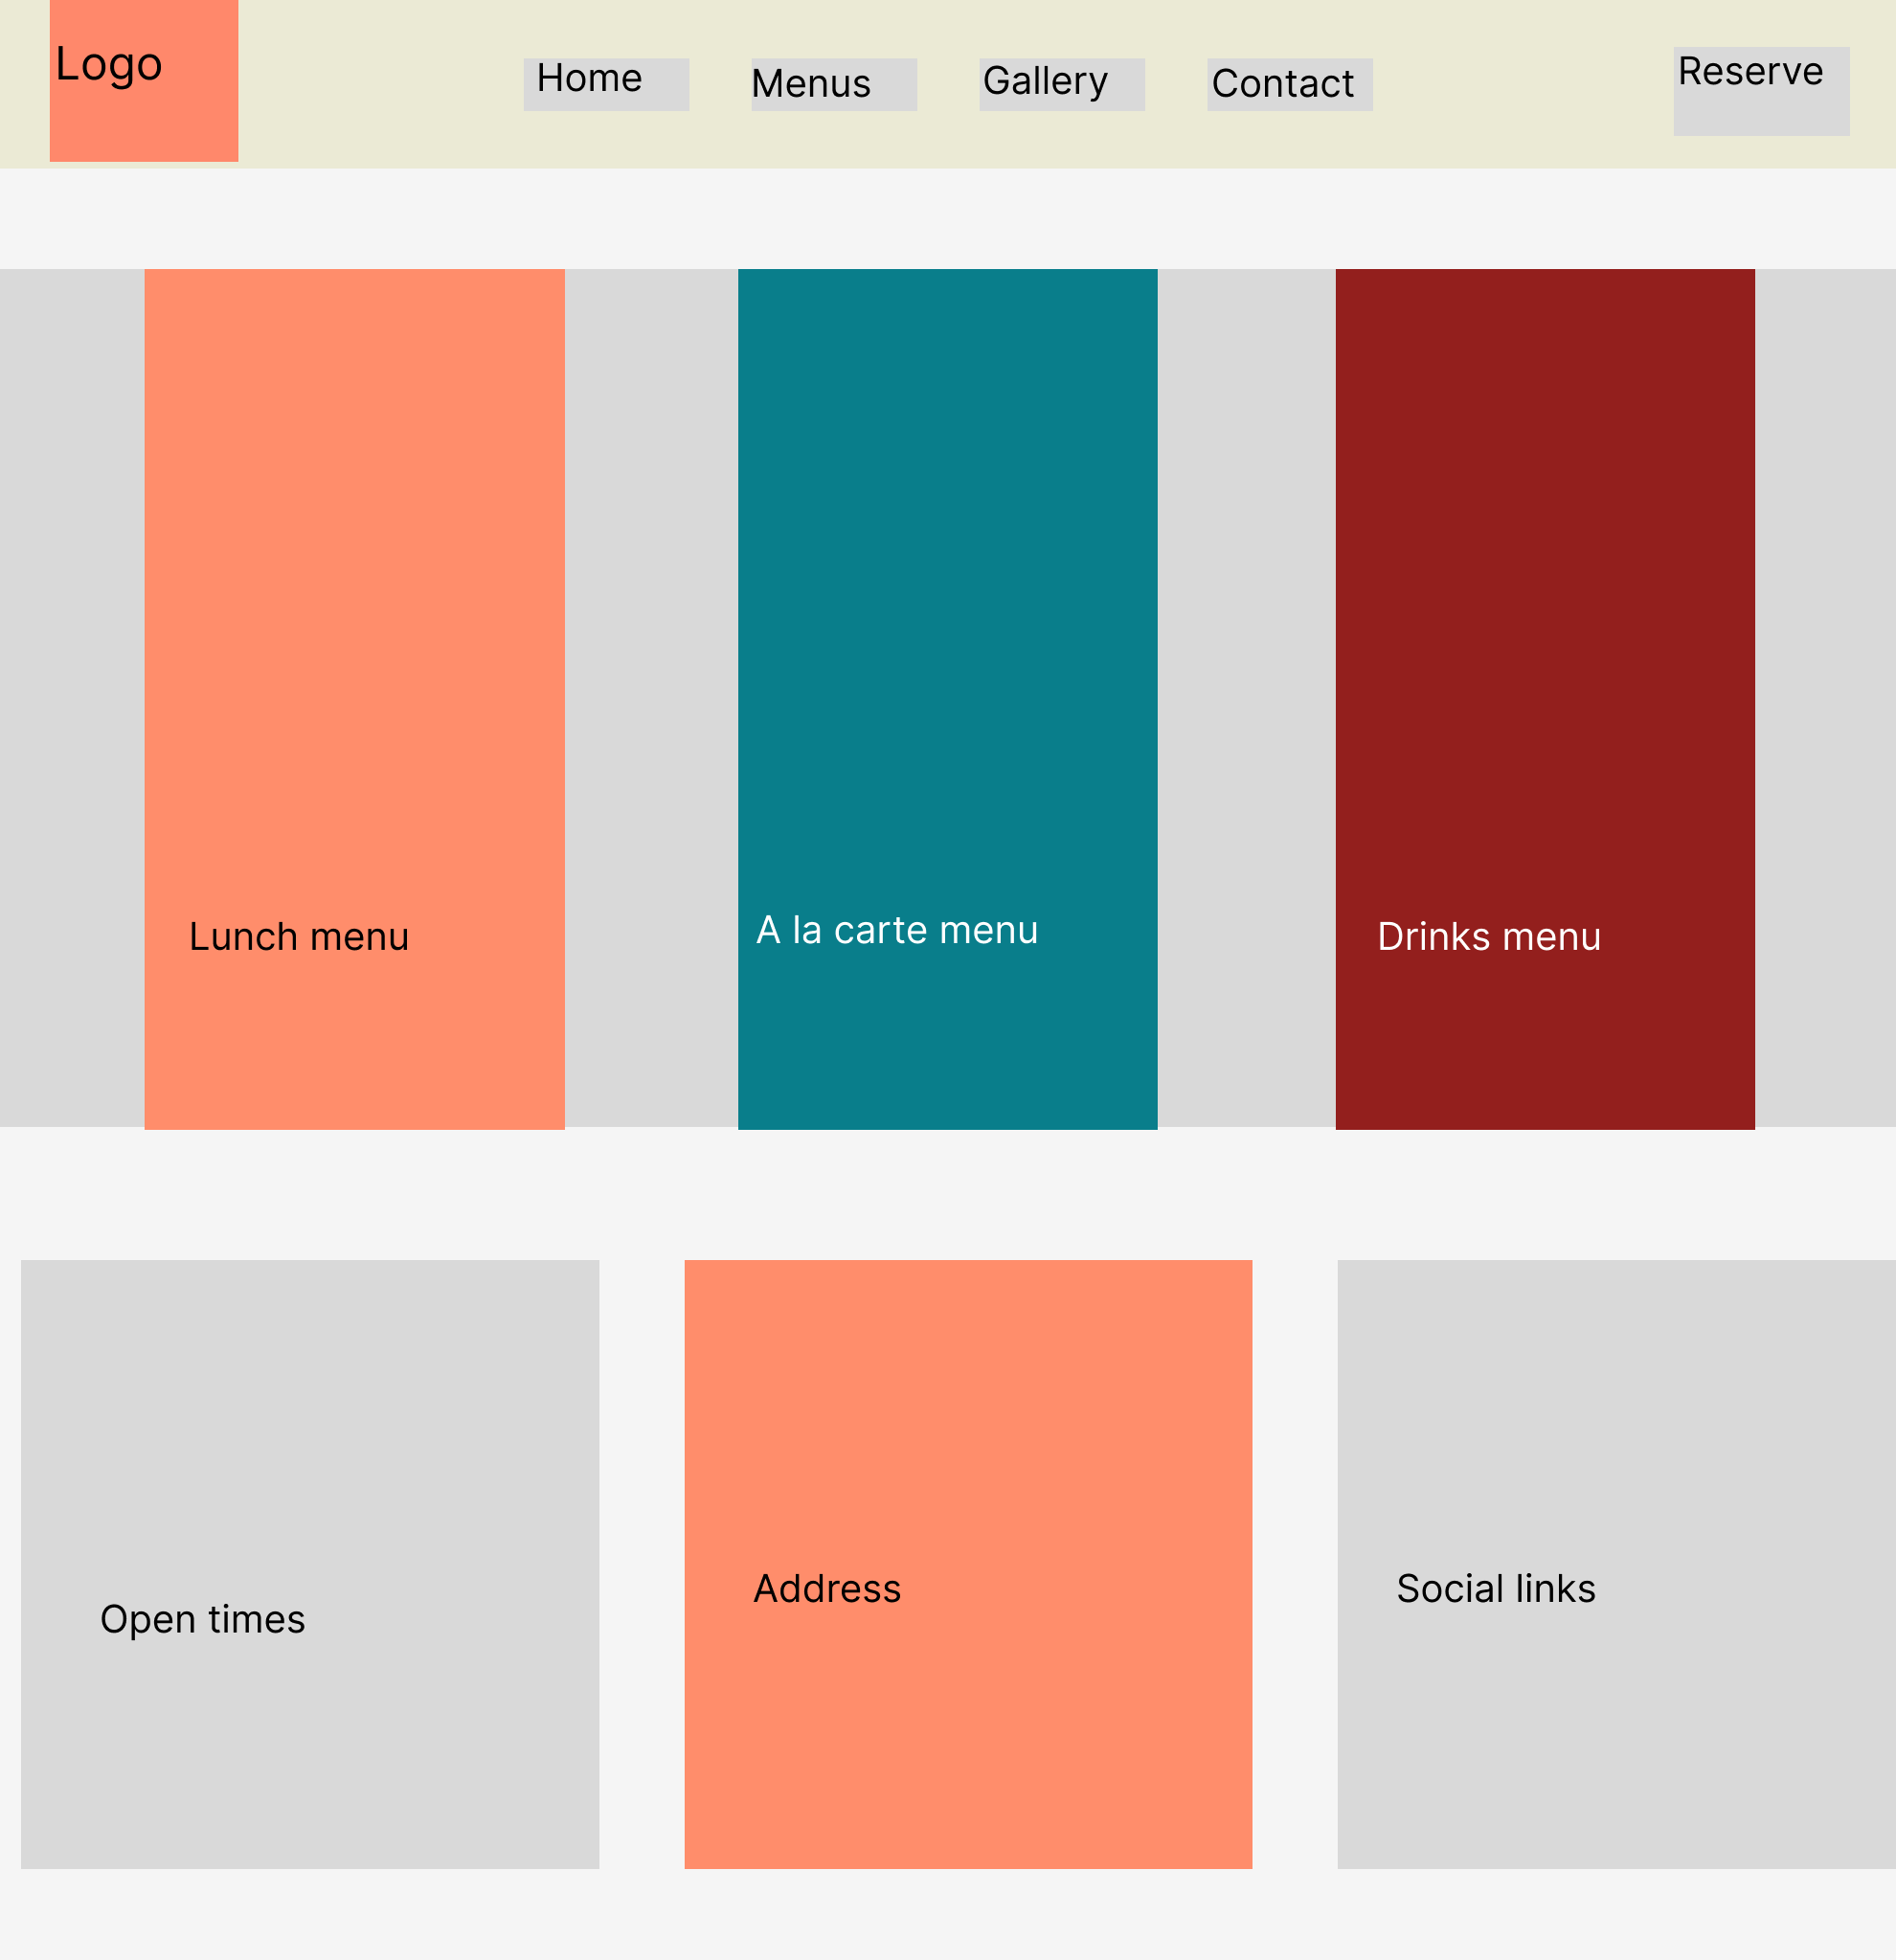 Logo
Home
Menus
Gallery
Contact
Reserve
Lunch menu
A la carte menu
Drinks menu
Open times
Address
Social links